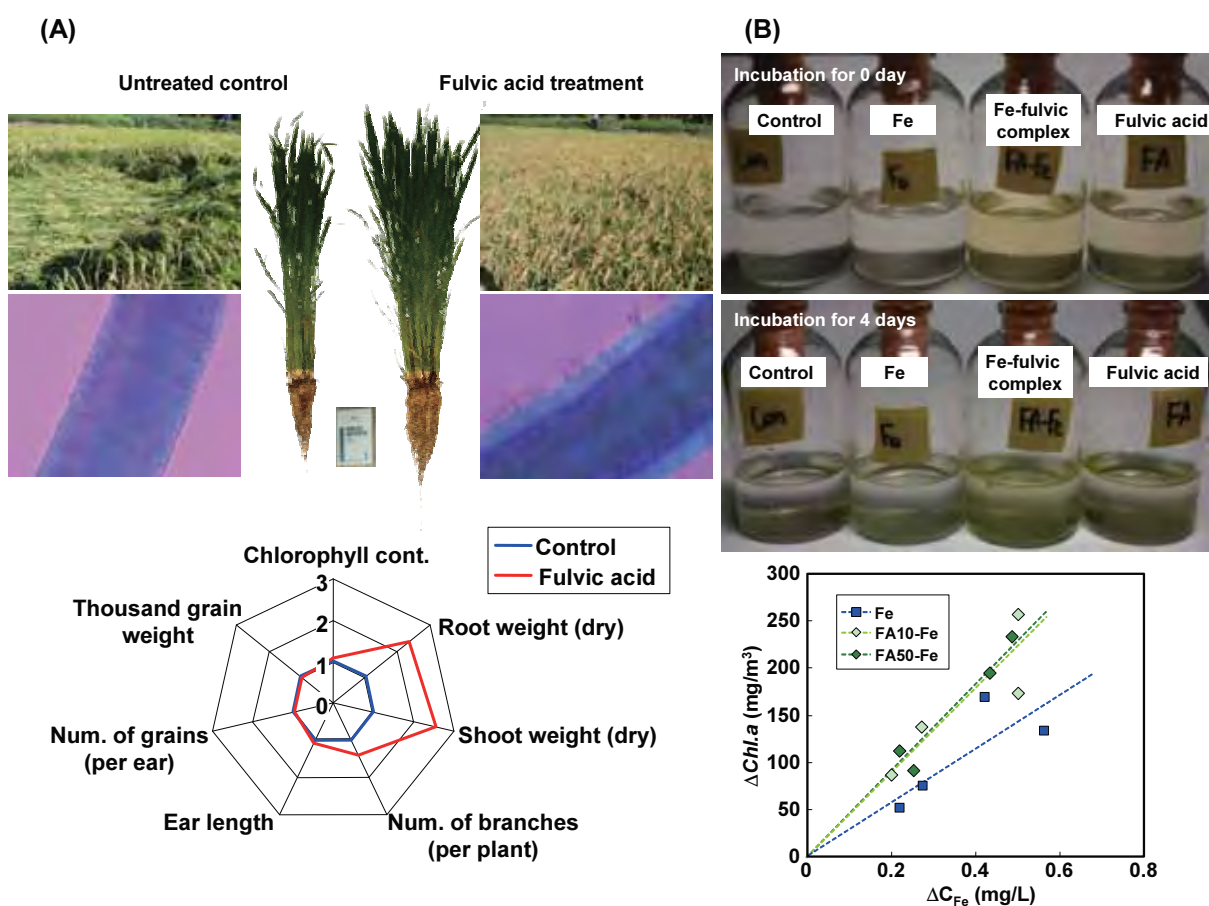 (A)
Untreated control
Fulvic acid treatment
Control
Fulvic acid
Chlorophyll cont.
Root weight (dry)
Shoot weight (dry)
Num. of branches
(per plant)
Ear length
Num. of grains
(per ear)
Thousand grain
weight
3
2
1
0
(B)
Incubation for 0 day
Control
Fe
Fe-fulvic
complex
Fulvic acid
Con
Fe
FA-Fe
FA
Incubation for 4 days
Control
Fe
Fe-fulvic
complex
Fulvic acid
Con
Fe
FA-Fe
FA
300
250
200
150
100
50
0
Fe
FA10-Fe
FA50-Fe
ΔChl.a (mg/m³)
0
0.2
0.4
0.6
0.8
ΔC_Fe (mg/L)